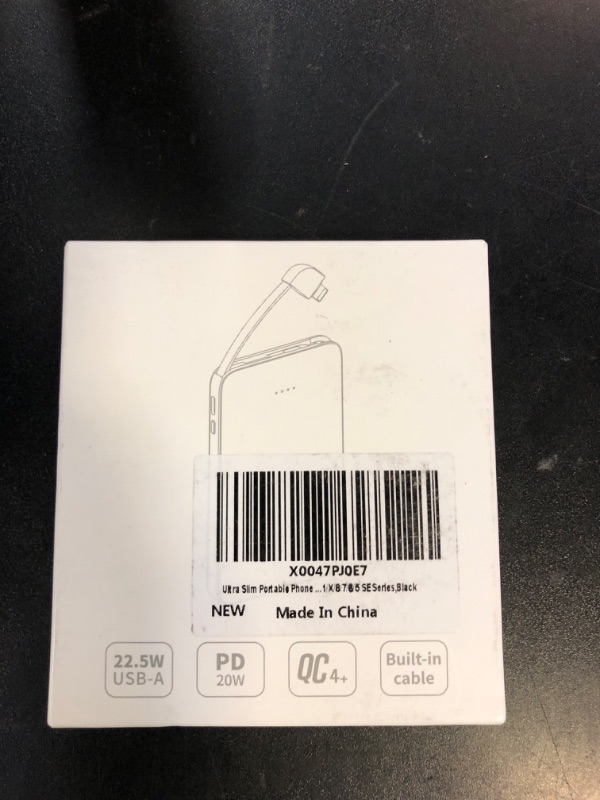 X0047PJ0E7
Ultra Slim Portable Phone ...1 X 8 7 6 5 SE Series,Black
NEW
Made In China
22.5W
USB-A
PD
20W
QC4+
Built-in
cable